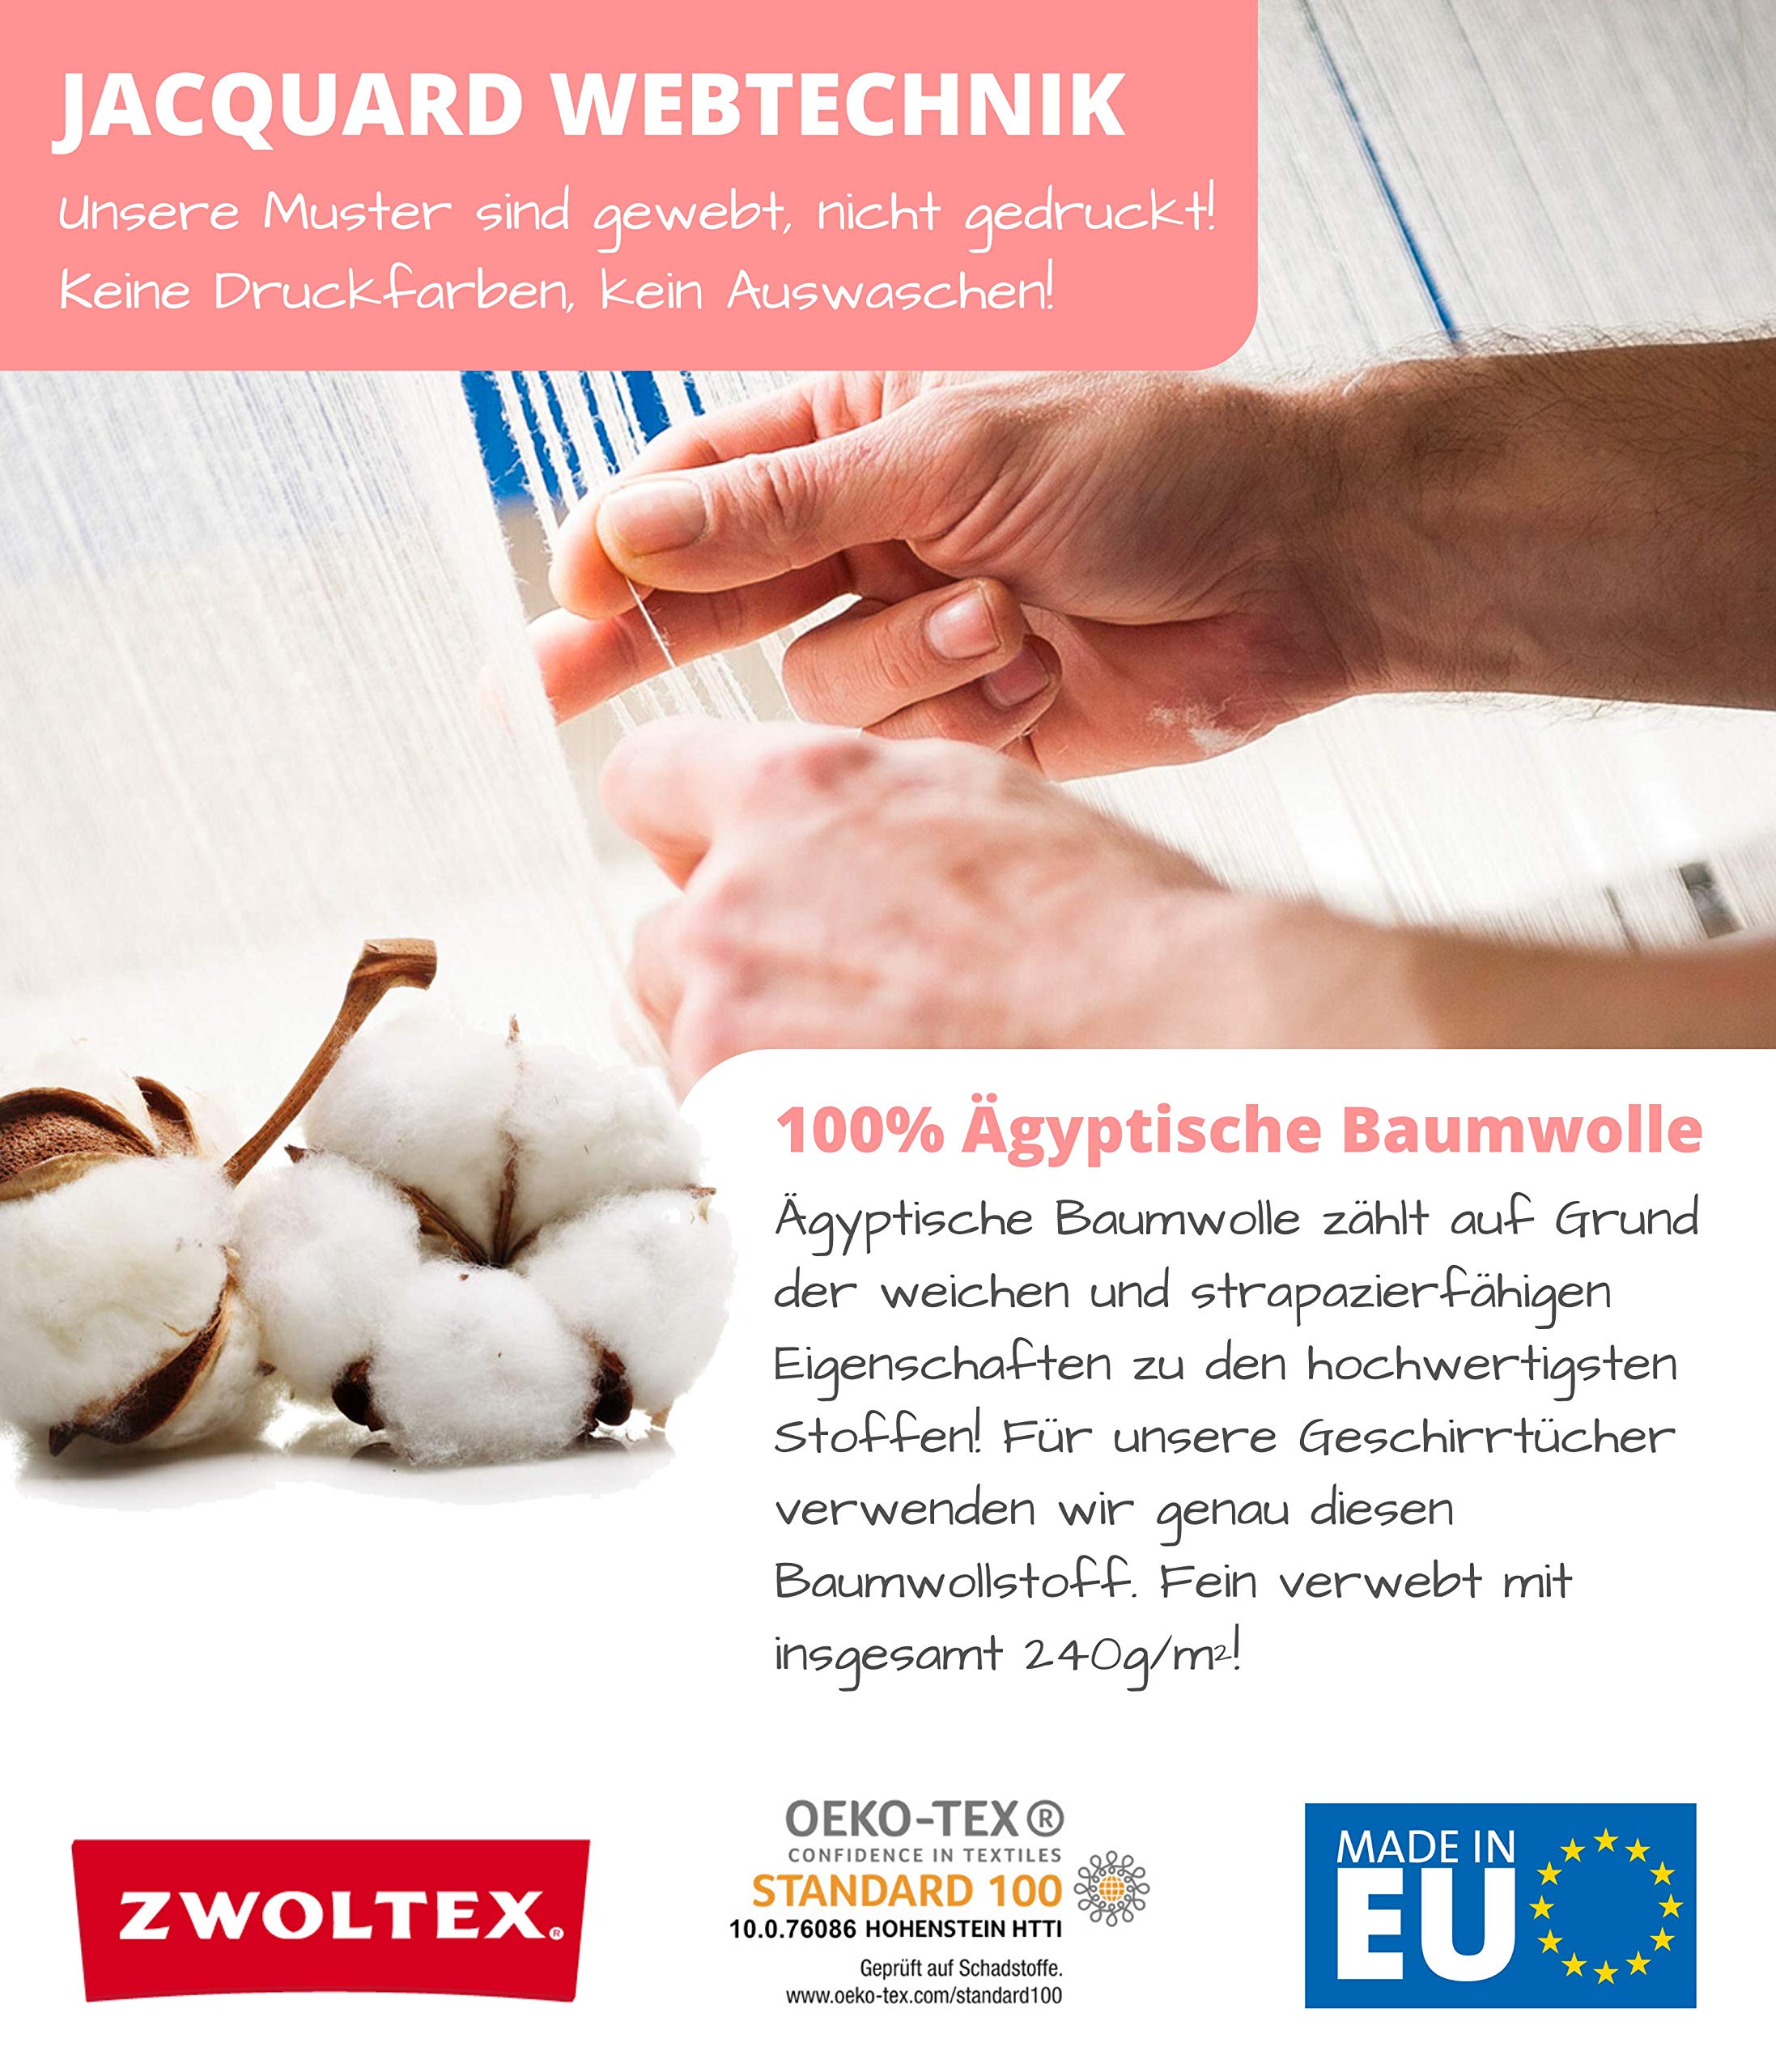 JACQUARD WEBTECHNIK
Unsere Muster sind gewebt, nicht gedruckt!
Keine Druckfarben, kein Auswaschen!
100% Ägyptische Baumwolle
Ägyptische Baumwolle zählt auf Grund
der weichen und strapazierfähigen
Eigenschaften zu den hochwertigsten
Stoffen! Für unsere Geschirrtücher
verwenden wir genau diesen
Baumwollstoff. Fein verwebt mit
insgesamt 240g/m²!
ZWOLTEX®
OEKO-TEX®
CONFIDENCE IN TEXTILES
STANDARD 100
10.0.76086 HOHENSTEIN HTTI
Geprüft auf Schadstoffe.
www.oeko-tex.com/standard100
MADE IN
EU